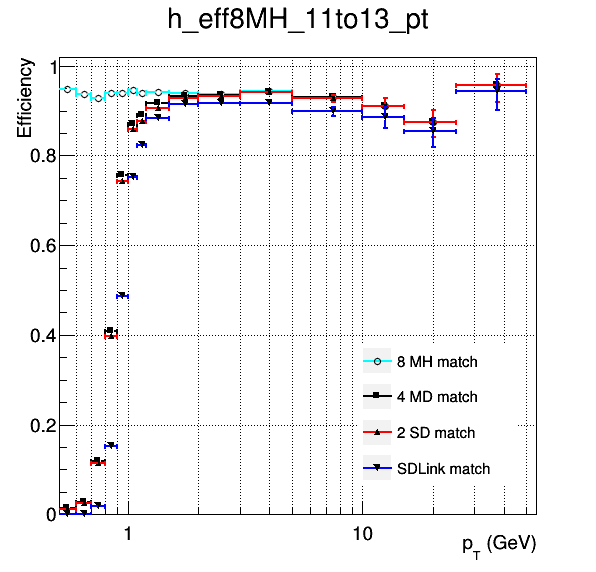 h_eff8MH_11to13_pt
Efficiency
1
0.8
0.6
0.4
0.2
0
8 MH match
4 MD match
2 SD match
SDLink match
1
10
p_T (GeV)